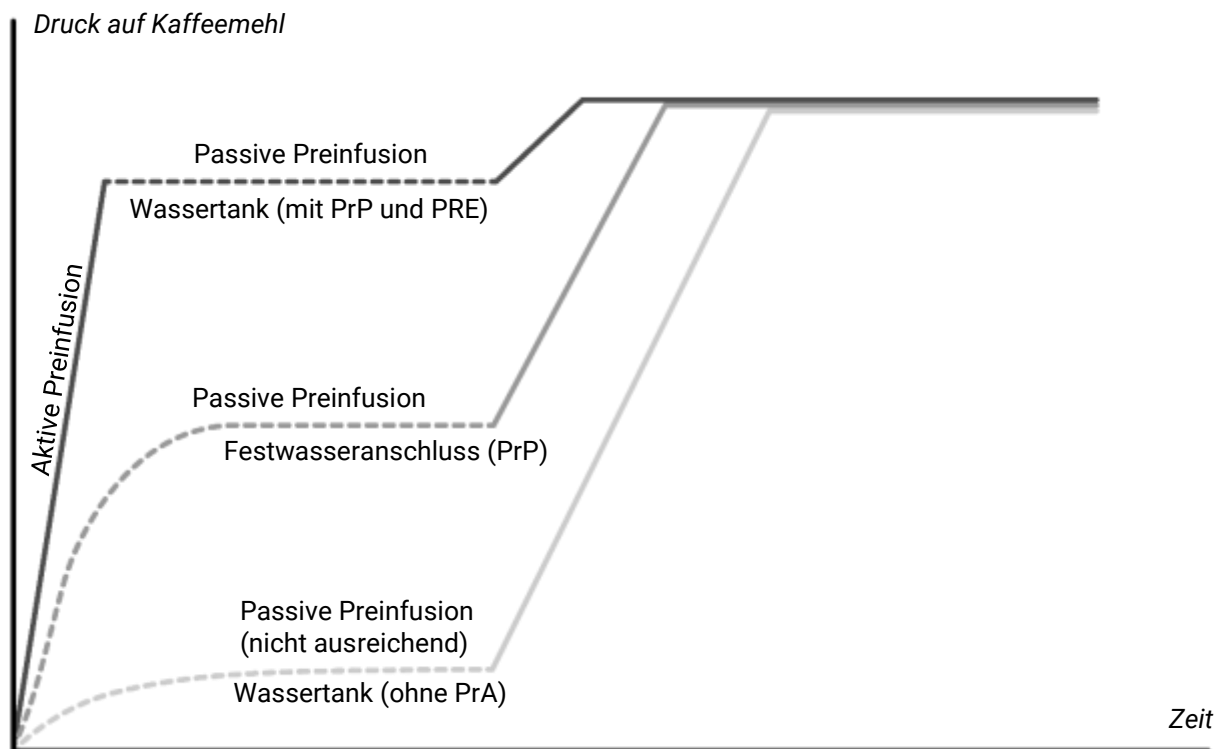 Druck auf Kaffeemehl
Passive Preinfusion
Wassertank (mit PrP und PRE)
Aktive Preinfusion
Passive Preinfusion
Festwasseranschluss (PrP)
Passive Preinfusion
(nicht ausreichend)
Wassertank (ohne PrA)
Zeit